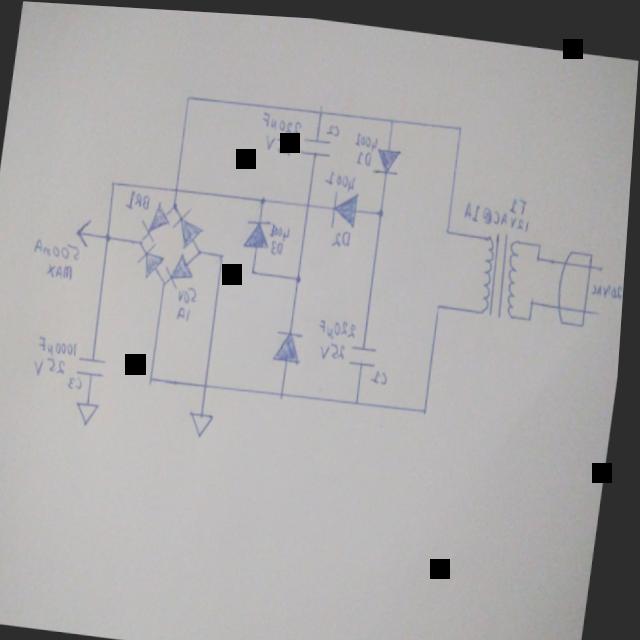 T1
12VAC@1A
4001
D1
C2
220µF
V
4001
D2
4001
D3
BR1
50V
1A
500mA
MAX
C1
220µF
25V
1000µF
25V
C3